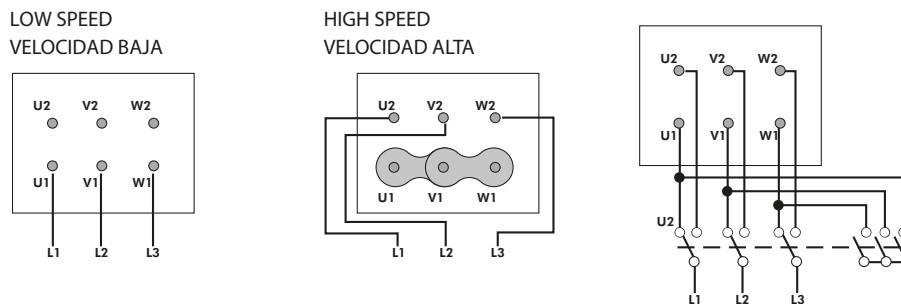 LOW SPEED
VELOCIDAD BAJA
U2 V2 W2
U1 V1 W1
L1 L2 L3
HIGH SPEED
VELOCIDAD ALTA
U2 V2 W2
U1 V1 W1
L1 L2 L3
U2 V2 W2
U1 V1 W1
U2
L1 L2 L3